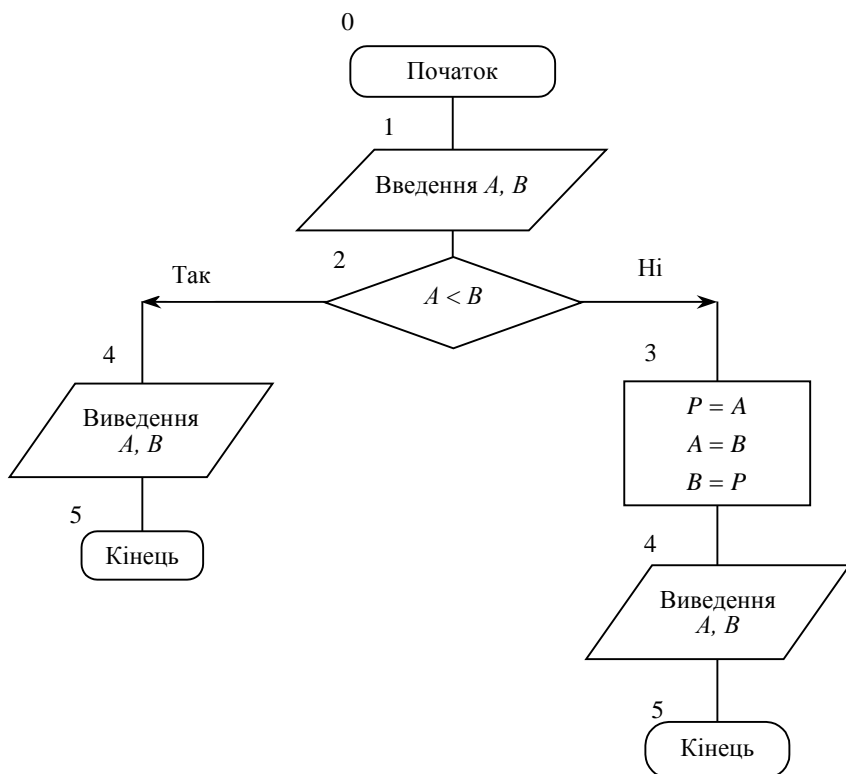 0
Початок
1
Введення A, B
2
Так
A < B
Ні
4
Виведення
A, B
5
Кінець
3
P = A
A = B
B = P
4
Виведення
A, B
5
Кінець